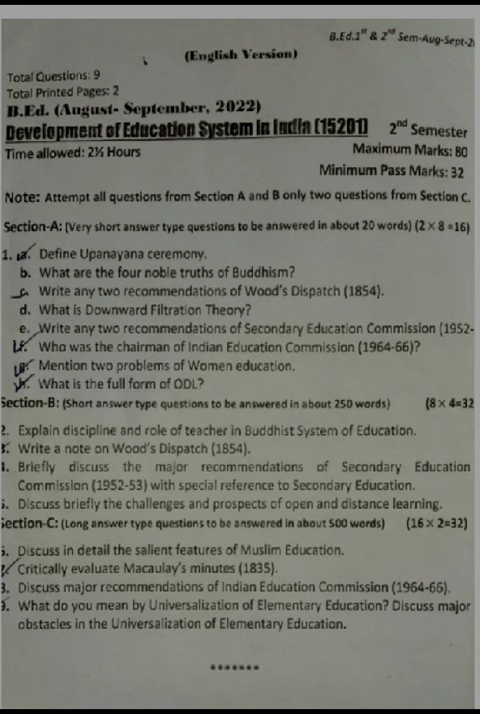 B.Ed.1st & 2nd Sem-Aug-Sept-2
(English Version)
Total Questions: 9
Total Printed Pages: 2
B.Ed. (August- September, 2022)
Development of Education System in India (15201) 2nd Semester
Time allowed: 2½ Hours Maximum Marks: 80
Minimum Pass Marks: 32
Note: Attempt all questions from Section A and B only two questions from Section C.
Section-A: (Very short answer type questions to be answered in about 20 words) (2 × 8 =16)
1. a. Define Upanayana ceremony.
b. What are the four noble truths of Buddhism?
c. Write any two recommendations of Wood's Dispatch (1854).
d. What is Downward Filtration Theory?
e. Write any two recommendations of Secondary Education Commission (1952-
f. Who was the chairman of Indian Education Commission (1964-66)?
g. Mention two problems of Women education.
h. What is the full form of ODL?
Section-B: (Short answer type questions to be answered in about 250 words) (8 × 4=32
2. Explain discipline and role of teacher in Buddhist System of Education.
3. Write a note on Wood's Dispatch (1854).
4. Briefly discuss the major recommendations of Secondary Education
Commission (1952-53) with special reference to Secondary Education.
5. Discuss briefly the challenges and prospects of open and distance learning.
Section-C: (Long answer type questions to be answered in about 500 words) (16 × 2=32)
6. Discuss in detail the salient features of Muslim Education.
7. Critically evaluate Macaulay's minutes (1835).
8. Discuss major recommendations of Indian Education Commission (1964-66).
9. What do you mean by Universalization of Elementary Education? Discuss major
obstacles in the Universalization of Elementary Education.
*******